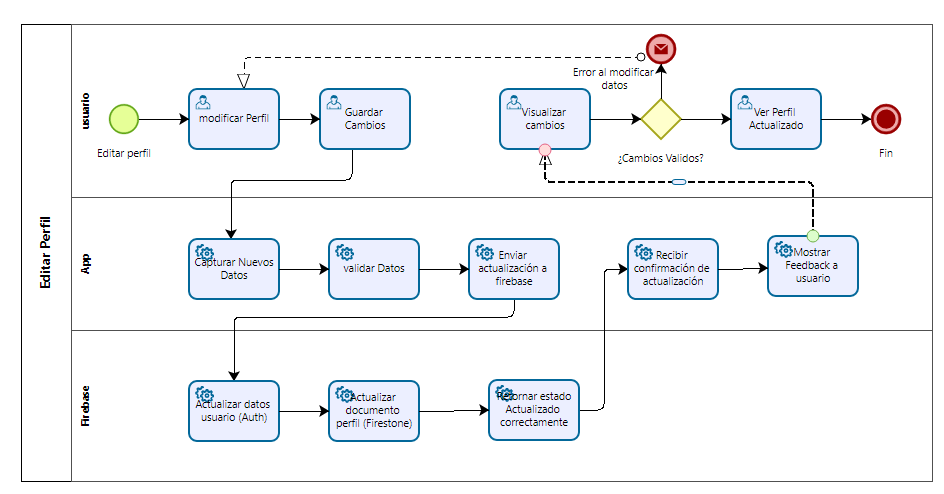 Editar Perfil
usuario
Editar perfil
modificar Perfil
Guardar
Cambios
Visualizar
cambios
Error al modificar
datos
¿Cambios Validos?
Ver Perfil
Actualizado
Fin
App
Capturar Nuevos
Datos
validar Datos
Enviar
actualización a
firebase
Recibir
confirmación de
actualización
Mostrar
Feedback a
usuario
Firebase
Actualizar datos
usuario (Auth)
Actualizar
documento
perfil (Firestone)
Retornar estado
Actualizado
correctamente